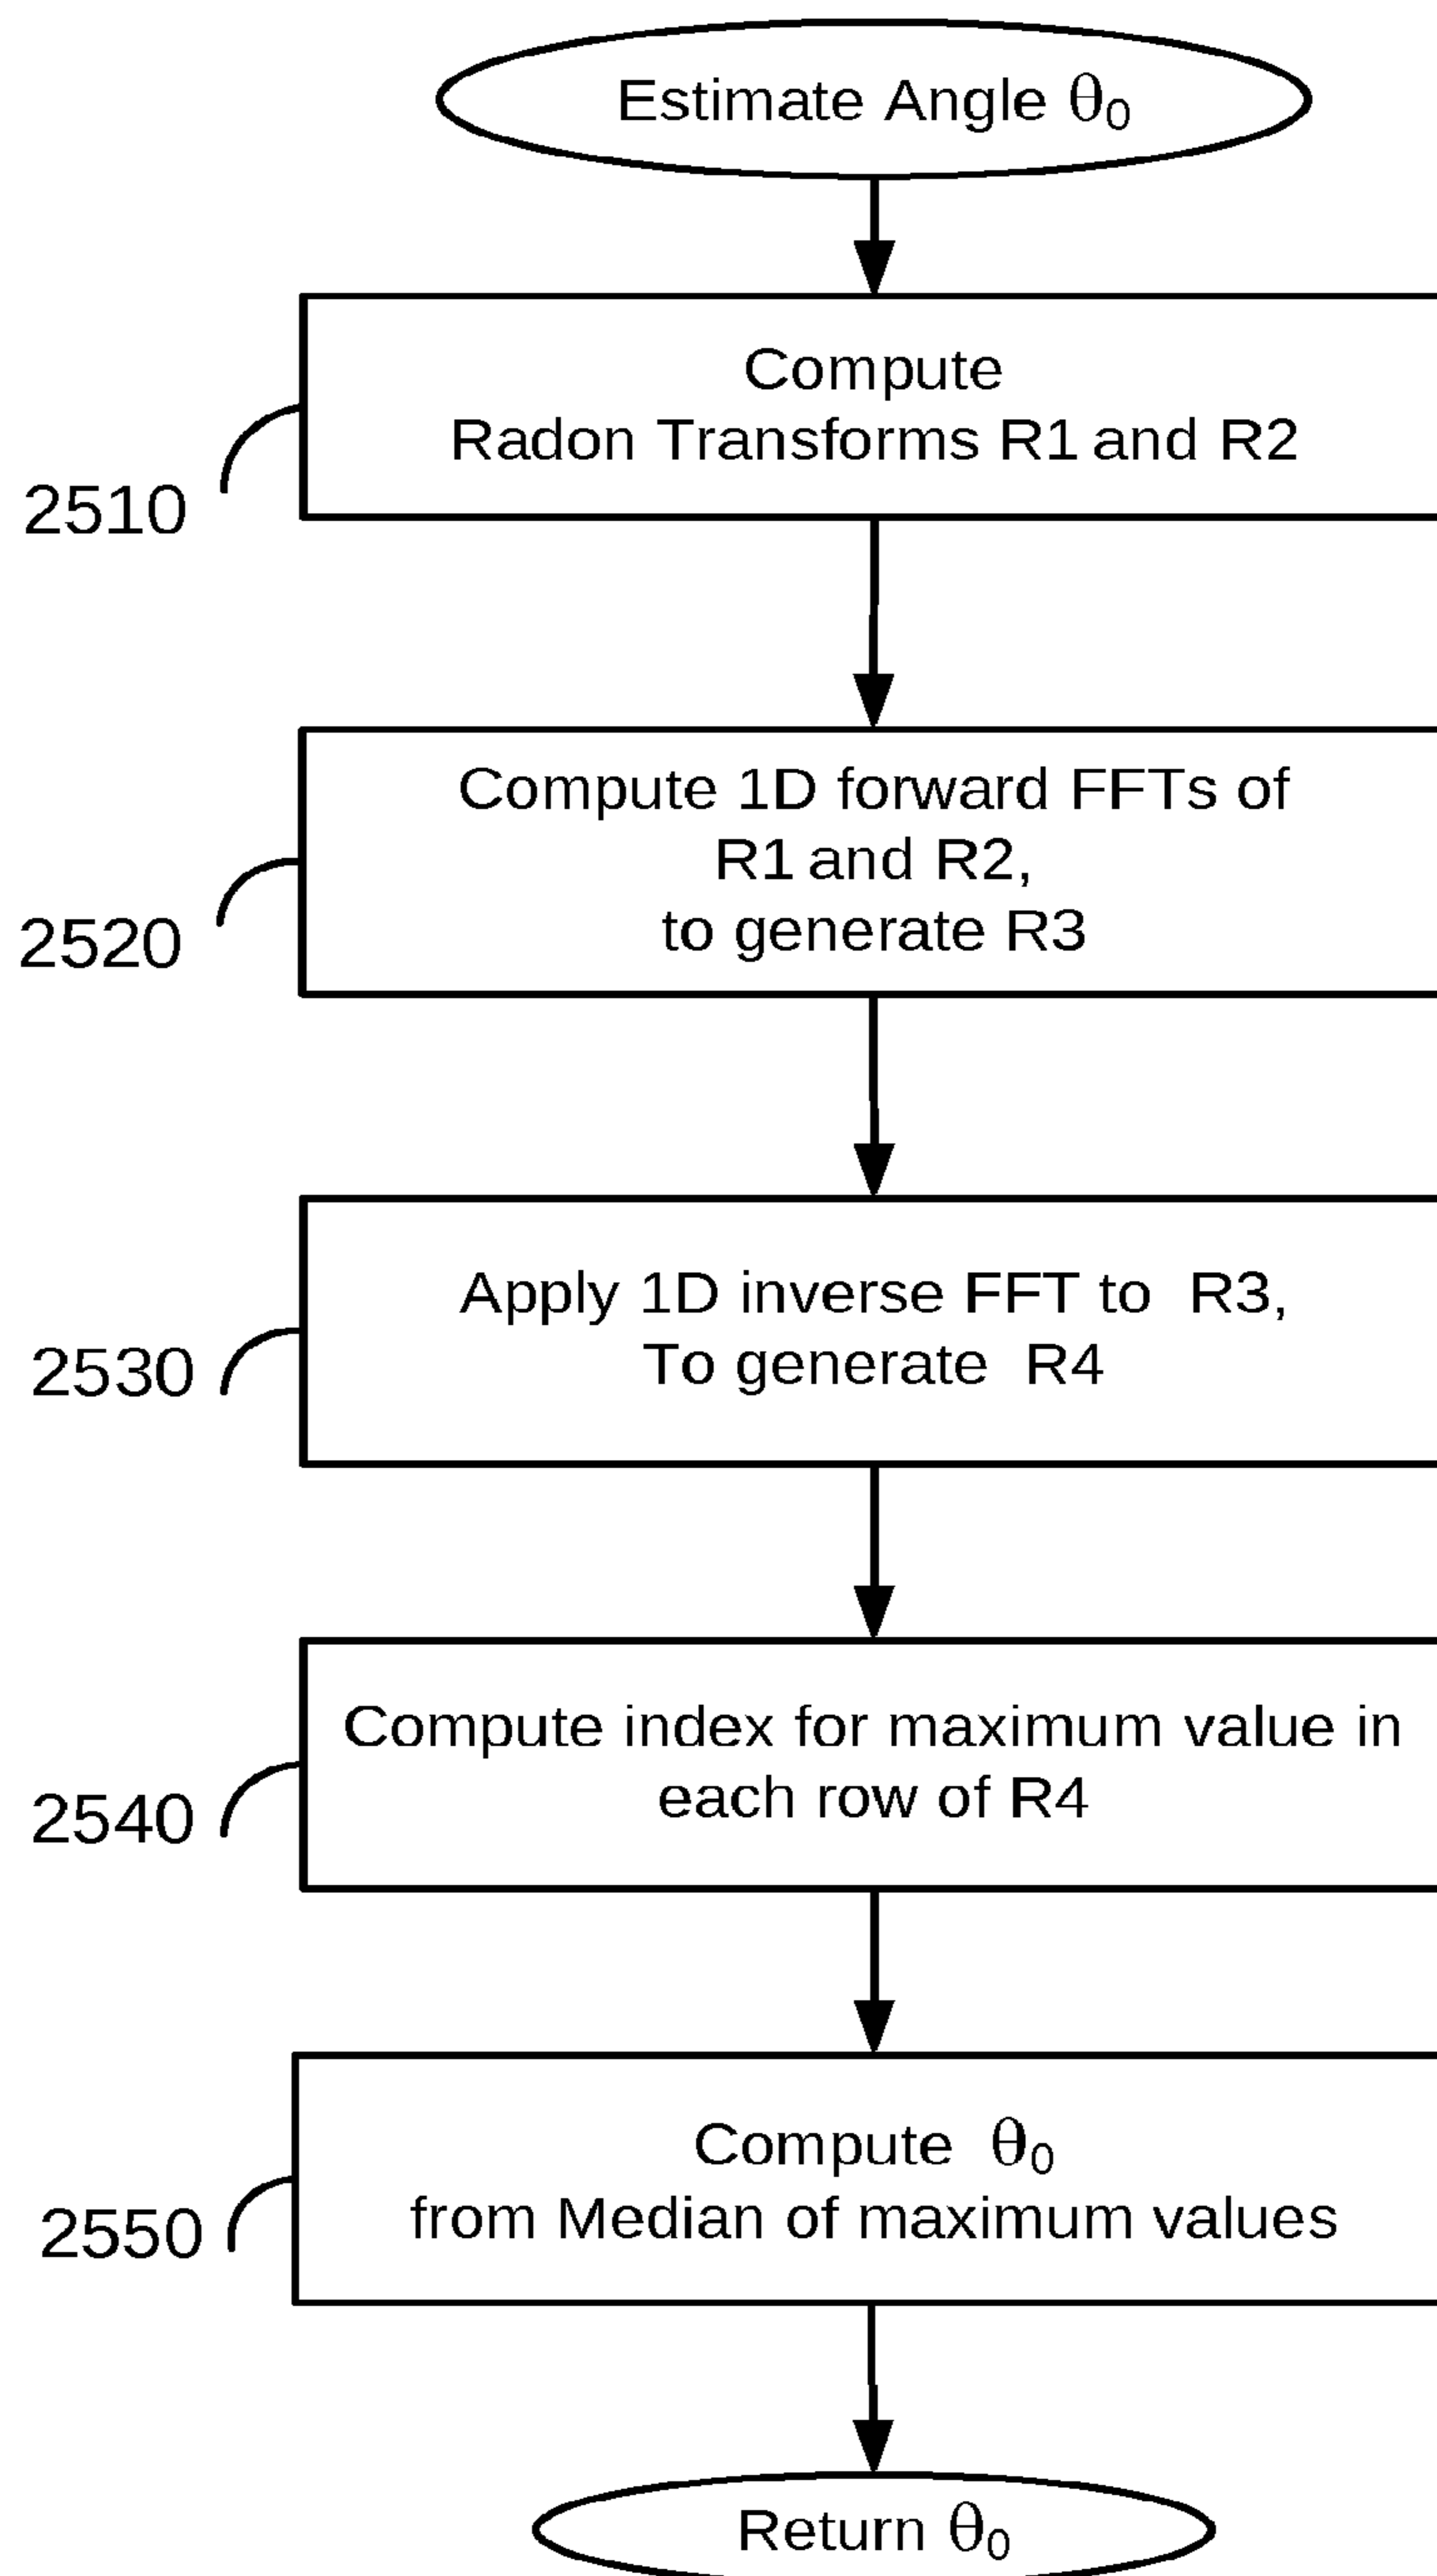 Estimate Angle θ0
Compute
Radon Transforms R1 and R2
2510
Compute 1D forward FFTs of
R1 and R2,
to generate R3
2520
Apply 1D inverse FFT to R3,
To generate R4
2530
Compute index for maximum value in
each row of R4
2540
Compute θ0
from Median of maximum values
2550
Return θ0